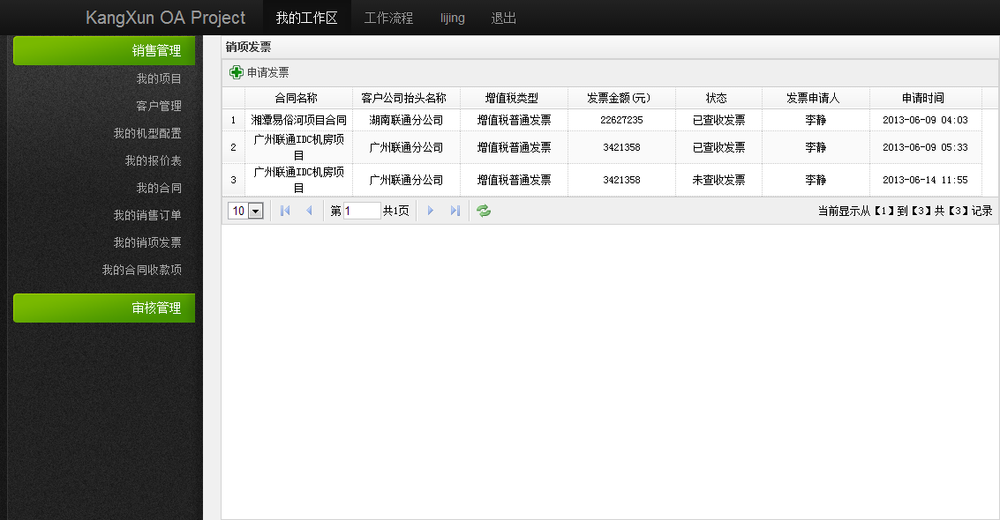 KangXun OA Project 我的工作区 工作流程 lijing 退出
销售管理
我的项目
客户管理
我的机型配置
我的报价表
我的合同
我的销售订单
我的销项发票
我的合同收款项
审核管理
销项发票
申请发票
合同名称 客户公司抬头名称 增值税类型 发票金额(元) 状态 发票申请人 申请时间
1 湘潭易俗河项目合同 湖南联通分公司 增值税普通发票 22627235 已查收发票 李静 2013-06-09 04:03
2 广州联通IDC机房项目 广州联通分公司 增值税普通发票 3421358 已查收发票 李静 2013-06-09 05:33
3 广州联通IDC机房项目 广州联通分公司 增值税普通发票 3421358 未查收发票 李静 2013-06-14 11:55
10 第 1 共1页 当前显示从【1】到【3】共【3】记录